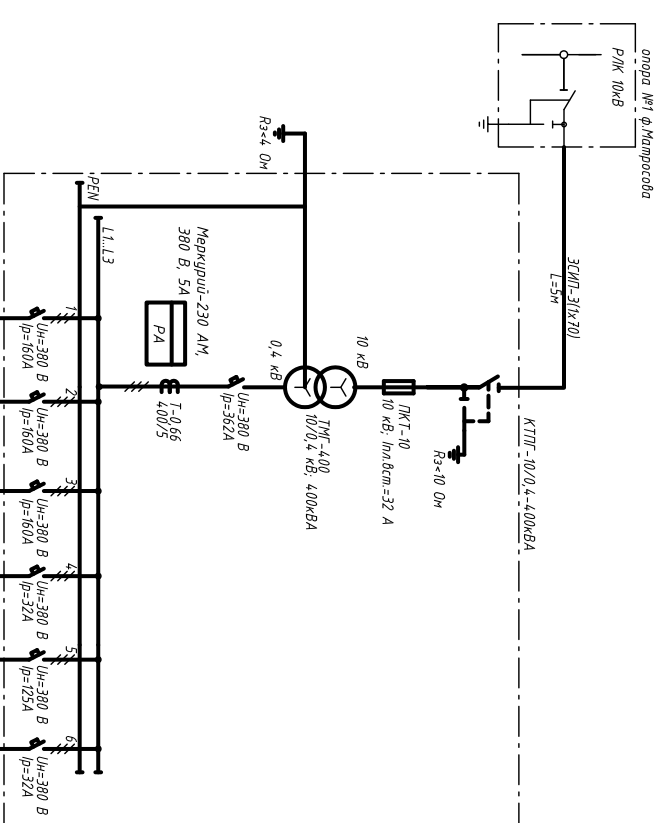 опора №1 ф.Матросова
РЛК 10кВ
3СИП-3(1х70)
L=5м
КТПГ-10/0,4-400кВА
Rз<10 Ом
ПКТ-10
10 кВ; Iпл.вст.=32 А
10 кВ
ТМГ-400
10/0,4 кВ; 400кВА
0,4 кВ
Rз<4 Ом
Uн=380 В
Iр=362А
Т-0,66
400/5
Меркурий-230 АМ,
380 В, 5А
РА
PEN
L1...L3
1
Uн=380 В
Iр=160А
2
Uн=380 В
Iр=160А
3
Uн=380 В
Iр=160А
4
Uн=380 В
Iр=32А
5
Uн=380 В
Iр=125А
6
Uн=380 В
Iр=32А